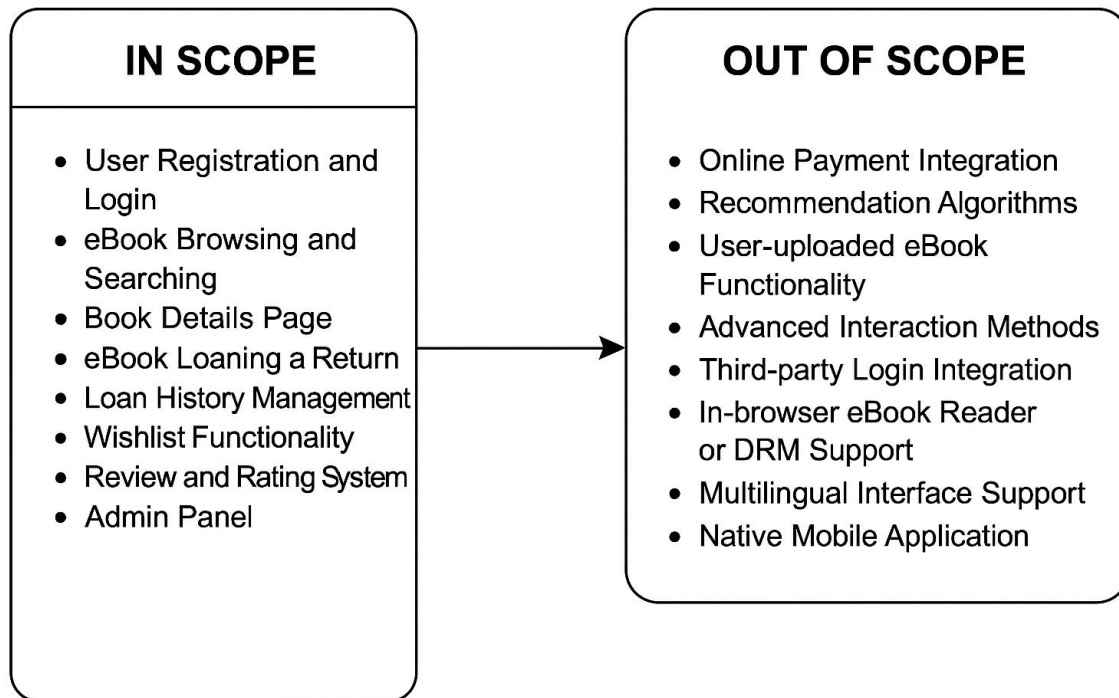 IN SCOPE
• User Registration and
Login
• eBook Browsing and
Searching
• Book Details Page
• eBook Loaning a Return
• Loan History Management
• Wishlist Functionality
• Review and Rating System
• Admin Panel
OUT OF SCOPE
• Online Payment Integration
• Recommendation Algorithms
• User-uploaded eBook
Functionality
• Advanced Interaction Methods
• Third-party Login Integration
• In-browser eBook Reader
or DRM Support
• Multilingual Interface Support
• Native Mobile Application